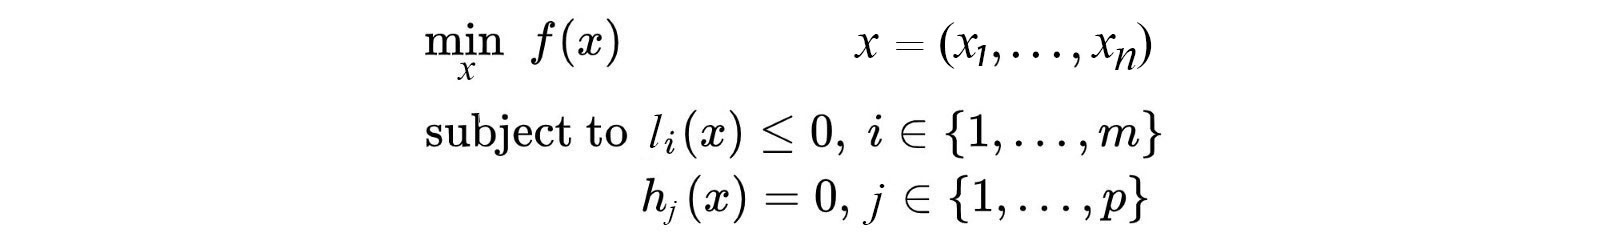 min f(x) x = (x₁, . . . , xₙ)
x
subject to lᵢ(x) ≤ 0, i ∈ {1, . . . , m}
hⱼ(x) = 0, j ∈ {1, . . . , p}